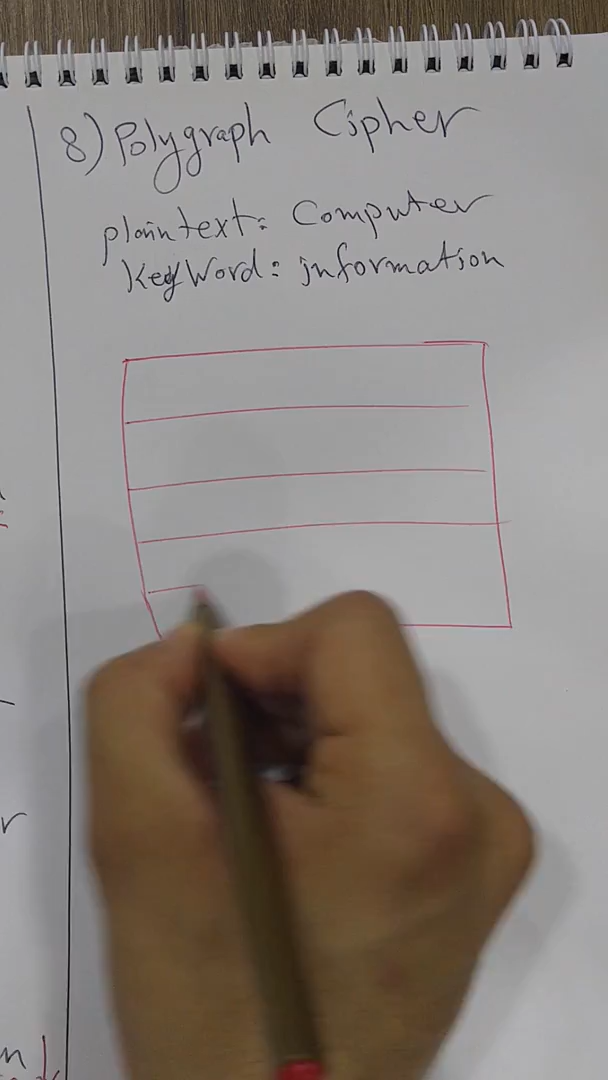 8) Polygraph Cipher
plaintext: Computer
KeyWord: information